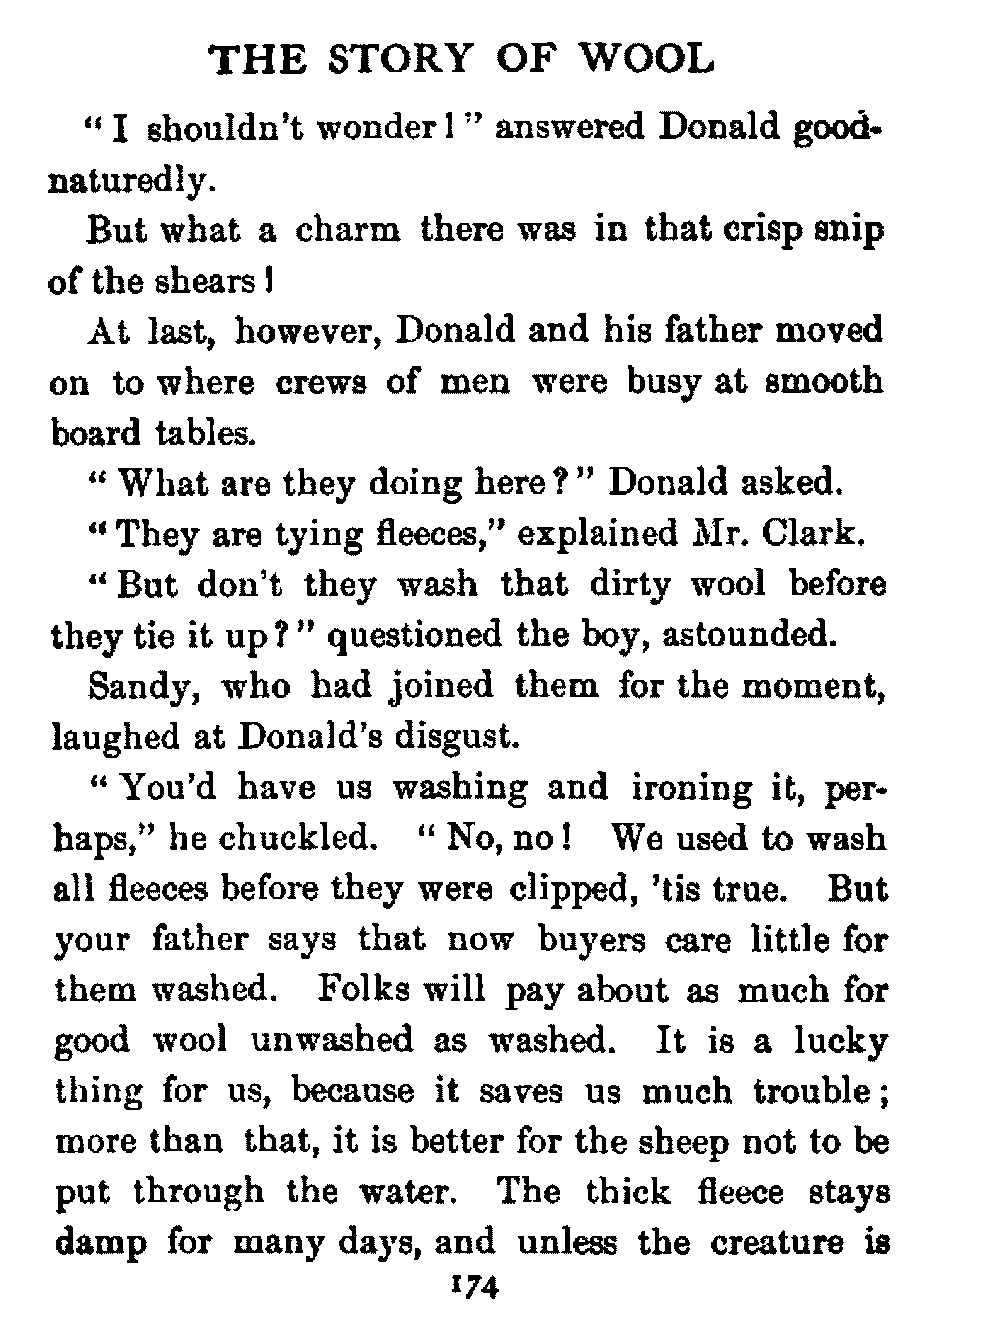 THE STORY OF WOOL
"I shouldn't wonder!" answered Donald good-
naturedly.
But what a charm there was in that crisp snip
of the shears!
At last, however, Donald and his father moved
on to where crews of men were busy at smooth
board tables.
"What are they doing here?" Donald asked.
"They are tying fleeces," explained Mr. Clark.
"But don't they wash that dirty wool before
they tie it up?" questioned the boy, astounded.
Sandy, who had joined them for the moment,
laughed at Donald's disgust.
"You'd have us washing and ironing it, per-
haps," he chuckled. "No, no! We used to wash
all fleeces before they were clipped, 'tis true. But
your father says that now buyers care little for
them washed. Folks will pay about as much for
good wool unwashed as washed. It is a lucky
thing for us, because it saves us much trouble;
more than that, it is better for the sheep not to be
put through the water. The thick fleece stays
damp for many days, and unless the creature is
174